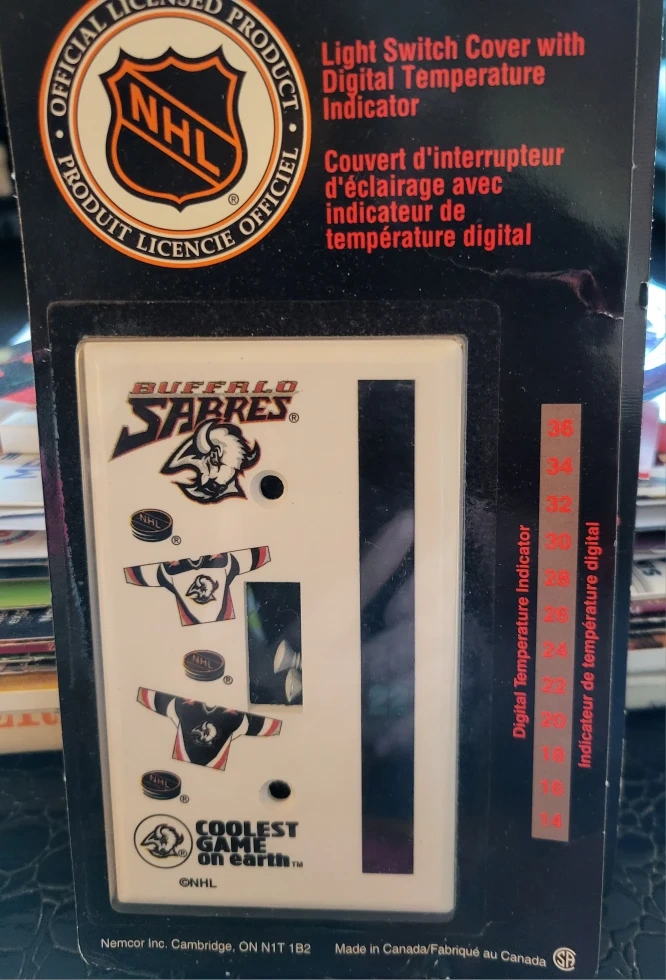 OFFICIAL LICENSED PRODUCT
NHL
®
PRODUIT LICENCIE OFFICIEL
Light Switch Cover with
Digital Temperature
Indicator
Couvert d'interrupteur
d'éclairage avec
indicateur de
température digital
BUFFALO
SABRES®
NHL
®
NHL
®
NHL
®
COOLEST
GAME
on earth™
®
©NHL
Digital Temperature Indicator
36
34
32
30
28
26
24
22
20
18
16
14
Indicateur de température digital
Nemcor Inc. Cambridge, ON N1T 1B2 Made in Canada/Fabriqué au Canada